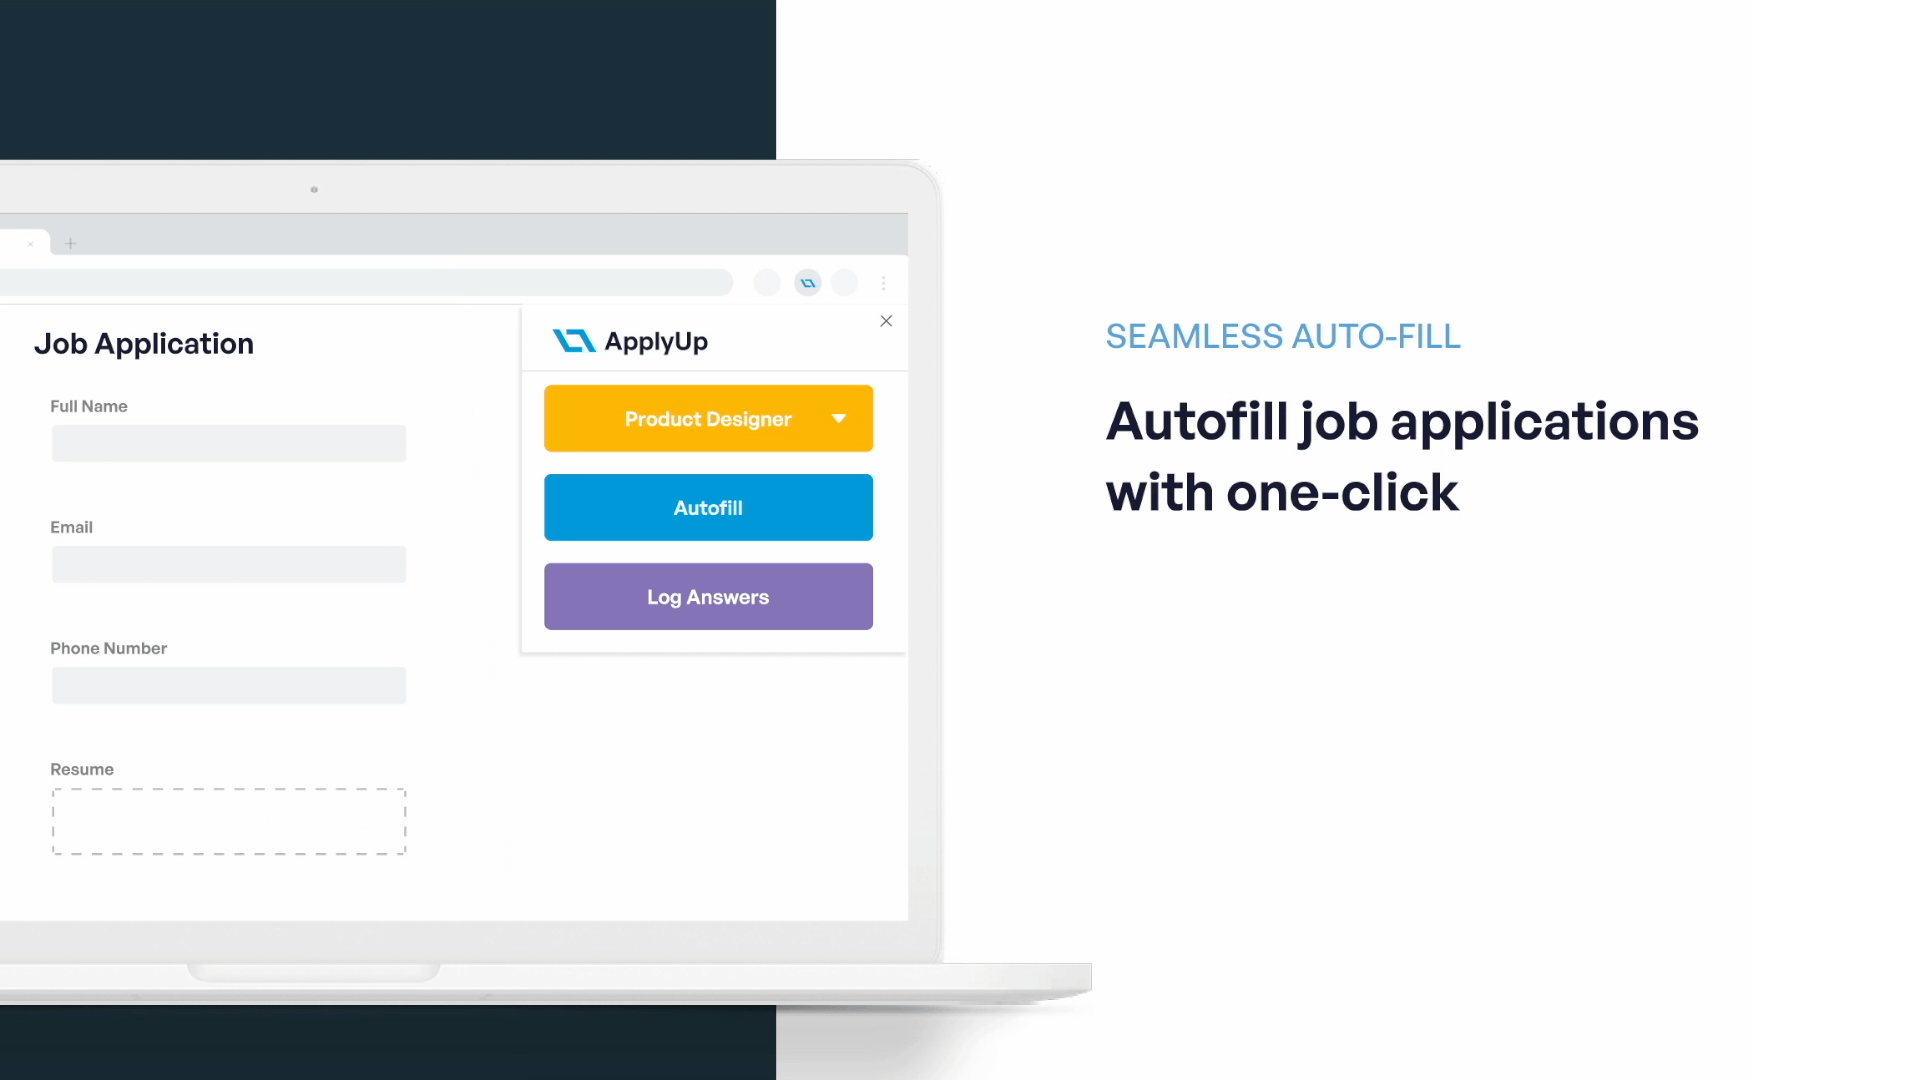 Job Application
Full Name
Email
Phone Number
Resume
ApplyUp
Product Designer
Autofill
Log Answers
SEAMLESS AUTO-FILL
Autofill job applications
with one-click